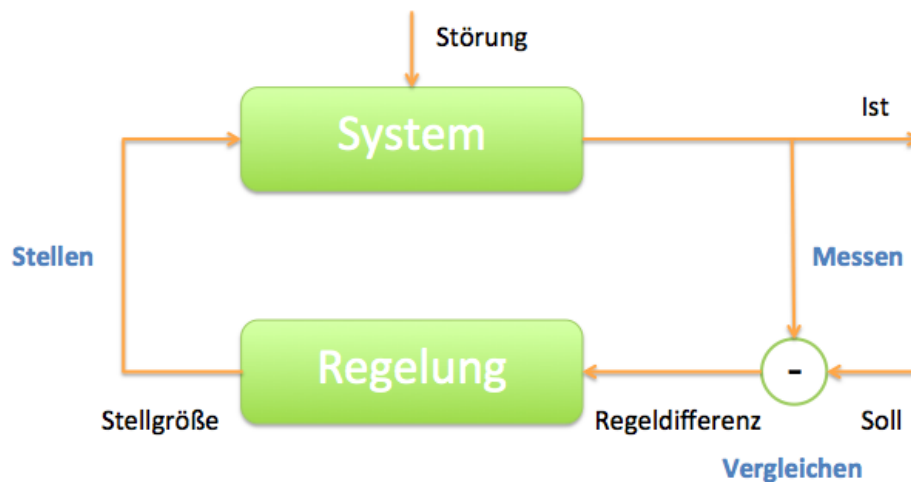 Störung
System
Ist
Stellen
Messen
Regelung
-
Stellgröße
Regeldifferenz
Soll
Vergleichen